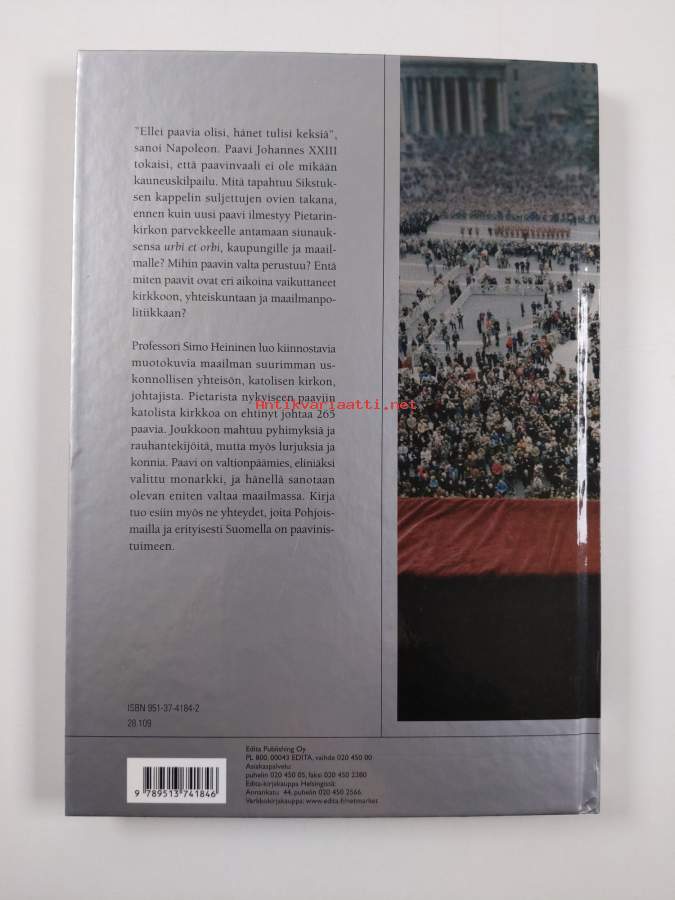 "Ellei paavia olisi, hänet tulisi keksiä",
sanoi Napoleon. Paavi Johannes XXIII
tokaisi, että paavinvaali ei ole mikään
kauneuskilpailu. Mitä tapahtuu Sikstuk-
sen kappelin suljettujen ovien takana,
ennen kuin uusi paavi ilmestyy Pietarin-
kirkon parvekkeelle antamaan siunauk-
sensa urbi et orbi, kaupungille ja maail-
malle? Mihin paavin valta perustuu? Entä
miten paavit ovat eri aikoina vaikuttaneet
kirkkoon, yhteiskuntaan ja maailmanpo-
litiikkaan?
Professori Simo Heininen luo kiinnostavia
muotokuvia maailman suurimman us-
konnollisen yhteisön, katolisen kirkon,
johtajista. Pietarista nykyiseen paaviin
katolista kirkkoa on ehtinyt johtaa 265
paavia. Joukkoon mahtuu pyhimyksiä ja
rauhantekijöitä, mutta myös lurjuksia ja
konnia. Paavi on valtionpäämies, eliniäksi
valittu monarkki, ja hänellä sanotaan
olevan eniten valtaa maailmassa. Kirja
tuo esiin myös ne yhteydet, joita Pohjois-
mailla ja erityisesti Suomella on paavinis-
tuimeen.
Antikvariaatti.net
ISBN 951-37-4184-2
28.109
Edita Publishing Oy
PL 800, 00043 EDITA, vaihde 020 450 00
Asiakaspalvelu:
puhelin 020 450 05, faksi 020 450 2380
Edita-kirjakauppa Helsingissä:
Annankatu 44, puhelin 020 450 2566
Verkkokirjakauppa: www.edita.fi/netmarket
9 789513 741846